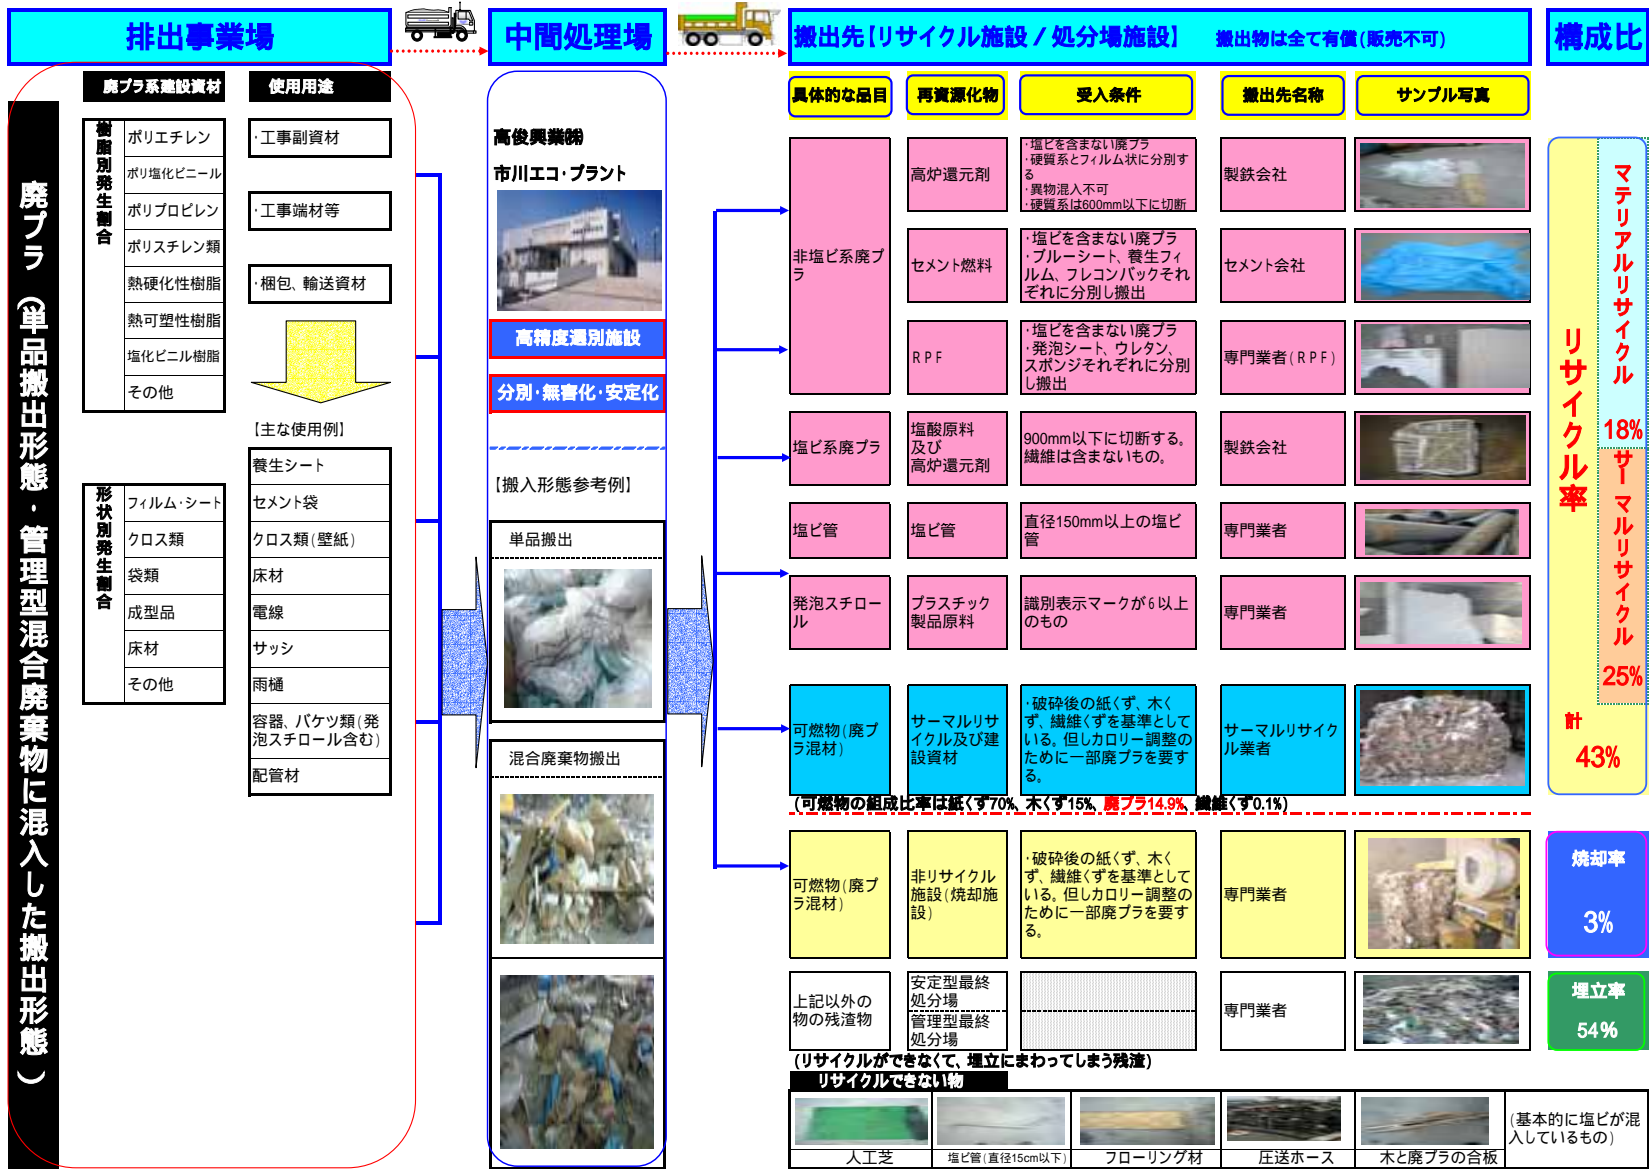 排出事業場
中間処理場
搬出先【リサイクル施設 / 処分場施設】 搬出物は全て有償(販売不可)
構成比
廃プラ (単品搬出形態・管理型混合廃棄物に混入した搬出形態)
廃プラ系建設資材
使用用途
樹脂別発生割合
ポリエチレン
ポリ塩化ビニール
ポリプロピレン
ポリスチレン類
熱硬化性樹脂
熱可塑性樹脂
塩化ビニル樹脂
その他
形状別発生割合
フィルム・シート
クロス類
袋類
成型品
床材
その他
・工事副資材
・工事端材等
・梱包、輸送資材
【主な使用例】
養生シート
セメント袋
クロス類(壁紙)
床材
電線
サッシ
雨樋
容器、バケツ類(発
泡スチロール含む)
配管材
高俊興業㈱
市川エコ・プラント
高精度選別施設
分別・無害化・安定化
【搬入形態参考例】
単品搬出
混合廃棄物搬出
具体的な品目
再資源化物
受入条件
搬出先名称
サンプル写真
非塩ビ系廃プ
ラ
高炉還元剤
・塩ビを含まない廃プラ
・硬質系とフィルム状に分別す
る
・異物混入不可
・硬質系は600mm以下に切断
製鉄会社
セメント燃料
・塩ビを含まない廃プラ
・ブルーシート、養生フィ
ルム、フレコンバックそれ
ぞれに分別し搬出
セメント会社
RPF
・塩ビを含まない廃プラ
・発泡シート、ウレタン、
スポンジそれぞれに分別
し搬出
専門業者(RPF)
塩ビ系廃プラ
塩酸原料
及び
高炉還元剤
900mm以下に切断する。
繊維は含まないもの。
製鉄会社
塩ビ管
塩ビ管
直径150mm以上の塩ビ
管
専門業者
発泡スチロー
ル
プラスチック
製品原料
識別表示マークが6以上
のもの
専門業者
可燃物(廃プ
ラ混材)
サーマルリサ
イクル及び建
設資材
・破砕後の紙くず、木く
ず、繊維くずを基準として
いる。但しカロリー調整の
ために一部廃プラを要す
る。
サーマルリサイク
ル業者
(可燃物の組成比率は紙くず70%、木くず15%、廃プラ14.9%、繊維くず0.1%)
可燃物(廃プ
ラ混材)
非リサイクル
施設(焼却施
設)
・破砕後の紙くず、木く
ず、繊維くずを基準として
いる。但しカロリー調整の
ために一部廃プラを要す
る。
専門業者
上記以外の
物の残渣物
安定型最終
処分場
管理型最終
処分場
専門業者
(リサイクルができなくて、埋立にまわってしまう残渣)
リサイクルできない物
人工芝
塩ビ管(直径15cm以下)
フローリング材
圧送ホース
木と廃プラの合板
(基本的に塩ビが混
入しているもの)
リサイクル率
計
43%
マテリアルリサイクル
18%
サーマルリサイクル
25%
焼却率
3%
埋立率
54%